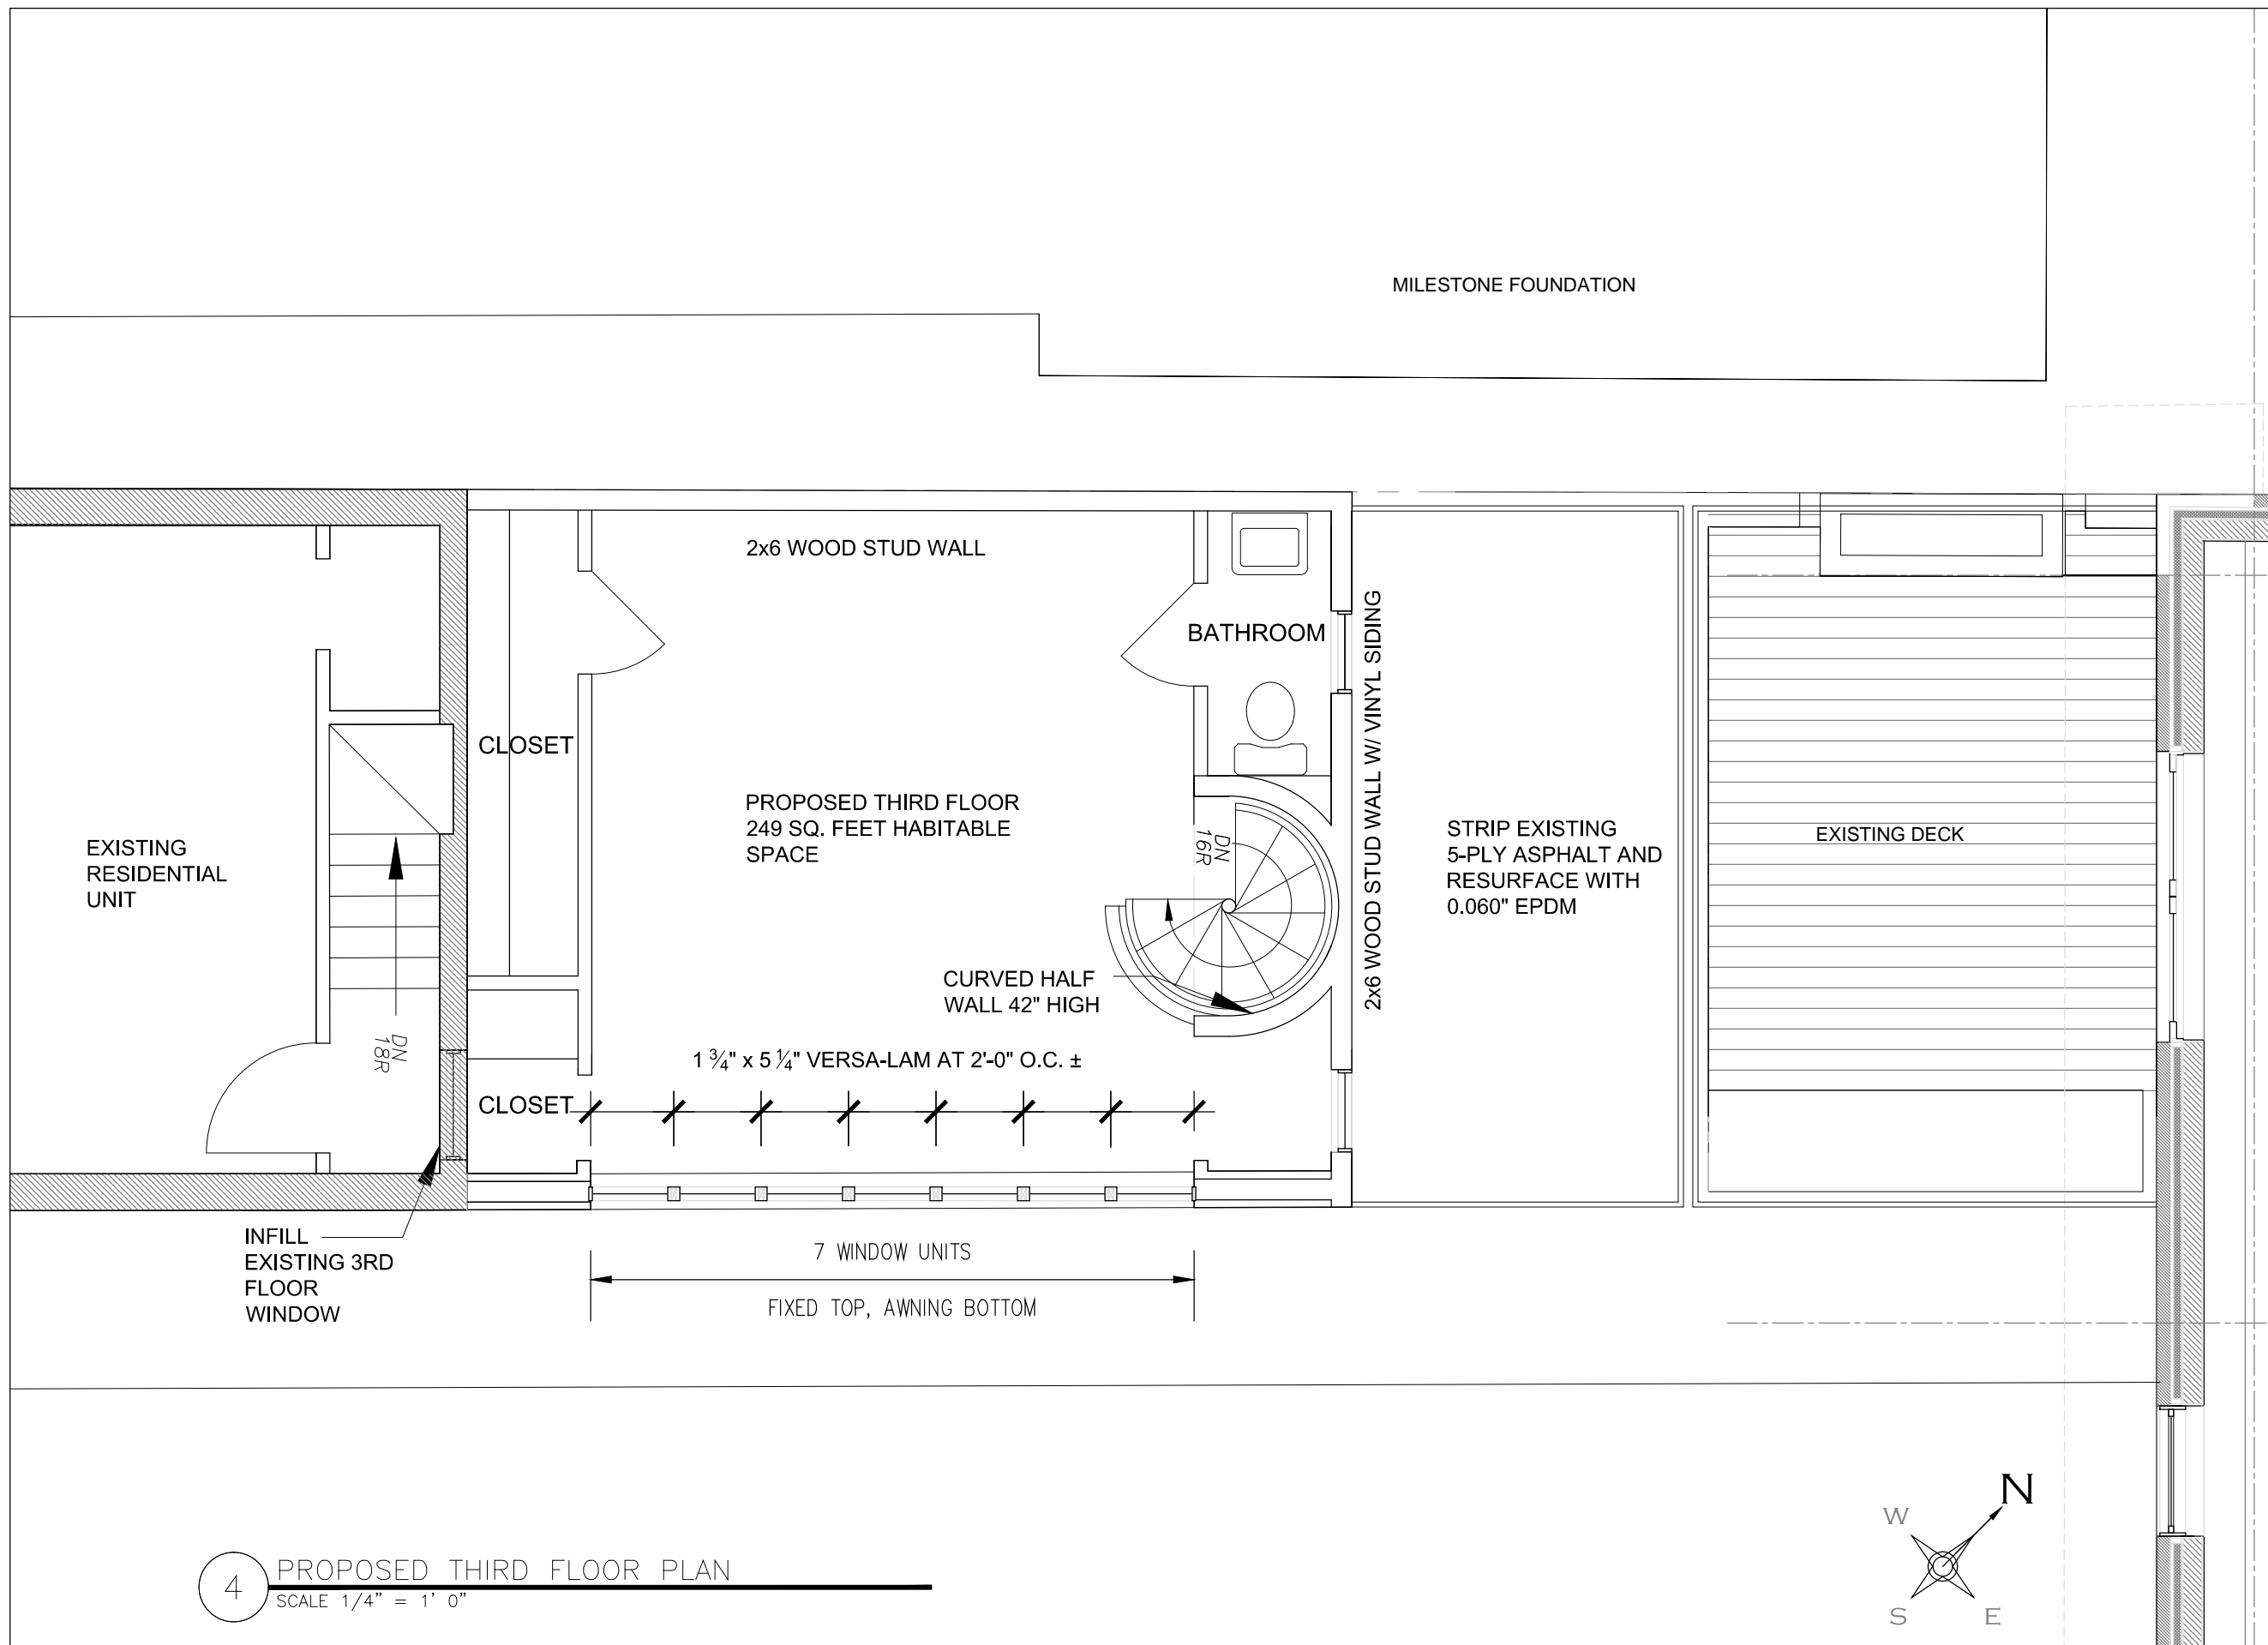 MILESTONE FOUNDATION
2x6 WOOD STUD WALL
BATHROOM
2x6 WOOD STUD WALL W/ VINYL SIDING
CLOSET
PROPOSED THIRD FLOOR
249 SQ. FEET HABITABLE
SPACE
DN
16R
STRIP EXISTING
5-PLY ASPHALT AND
RESURFACE WITH
0.060" EPDM
EXISTING DECK
EXISTING
RESIDENTIAL
UNIT
CURVED HALF
WALL 42" HIGH
DN
18R
1 ¾" x 5 ¼" VERSA-LAM AT 2'-0" O.C. ±
CLOSET
INFILL
EXISTING 3RD
FLOOR
WINDOW
7 WINDOW UNITS
FIXED TOP, AWNING BOTTOM
N
W
S
E
4
PROPOSED THIRD FLOOR PLAN
SCALE 1/4" = 1' 0"